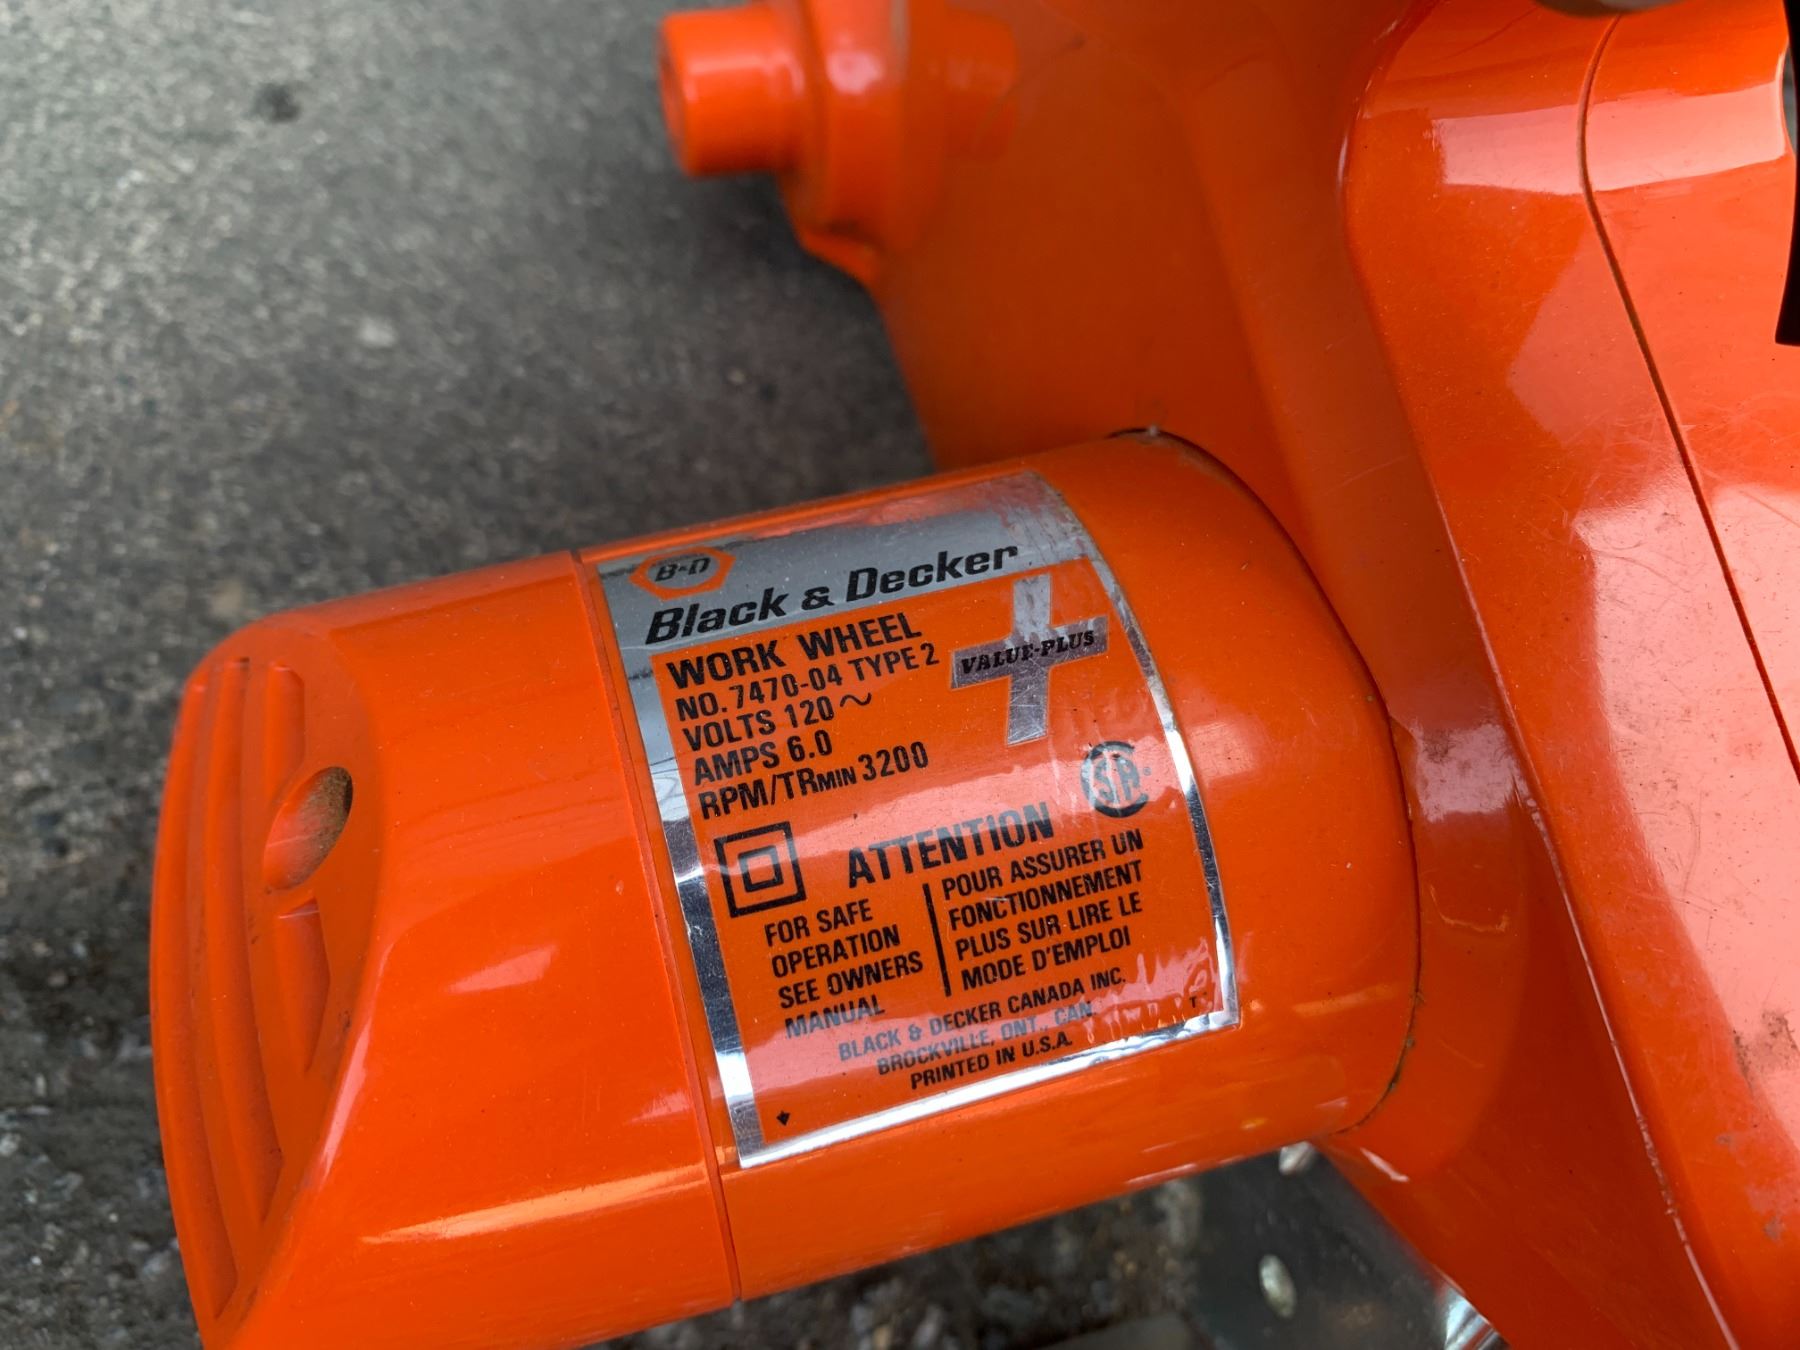 B&D
Black & Decker
WORK WHEEL
NO. 7470-04 TYPE 2
VOLTS 120~
AMPS 6.0
RPM/TRMIN 3200
VALUE-PLUS
SA
ATTENTION
FOR SAFE
OPERATION
SEE OWNERS
MANUAL
POUR ASSURER UN
FONCTIONNEMENT
PLUS SUR-LIRE LE
MODE D'EMPLOI
BLACK & DECKER CANADA INC.
BROCKVILLE, ONT., CAN.
PRINTED IN U.S.A.
T